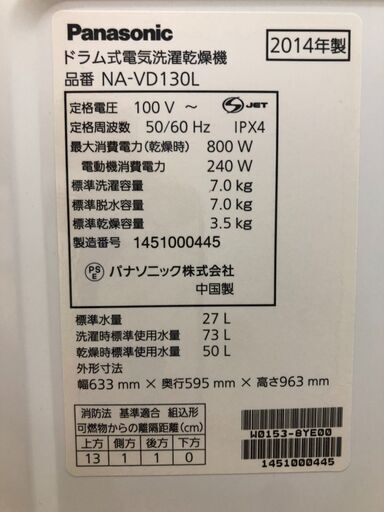 Panasonic
ドラム式電気洗濯乾燥機
2014年製
品番 NA-VD130L
定格電圧 100 V ～ JET
定格周波数 50/60 Hz IPX4
最大消費電力(乾燥時) 800 W
電動機消費電力 240 W
標準洗濯容量 7.0 kg
標準脱水容量 7.0 kg
標準乾燥容量 3.5 kg
製造番号 1451000445
PS E パナソニック株式会社
中国製
標準水量 27 L
洗濯時標準使用水量 73 L
乾燥時標準使用水量 50 L
外形寸法
幅633 mm × 奥行595 mm × 高さ963 mm
消防法 基準適合 組込形
可燃物からの離隔距離(cm)
上方 側方 後方 下方
13 1 1 0
W0153-8YE00
1451000445